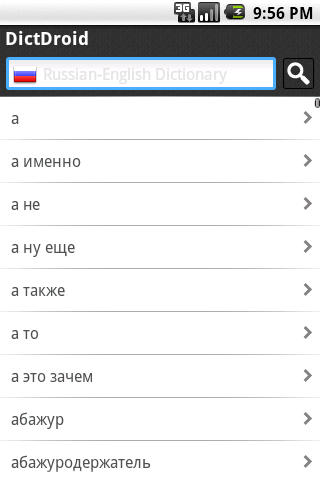 3G
9:56 PM
DictDroid
Russian-English Dictionary
а
а именно
а не
а ну еще
а также
а то
а это зачем
абажур
абажуродержатель